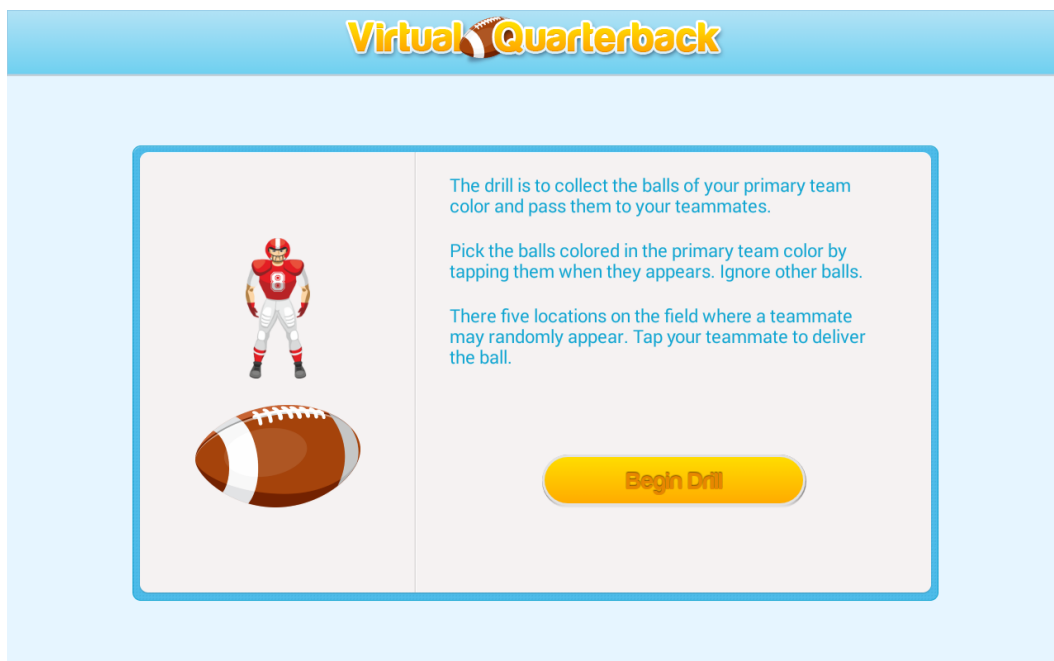 Virtual Quarterback
The drill is to collect the balls of your primary team
color and pass them to your teammates.
Pick the balls colored in the primary team color by
tapping them when they appears. Ignore other balls.
There five locations on the field where a teammate
may randomly appear. Tap your teammate to deliver
the ball.
8
Begin Drill